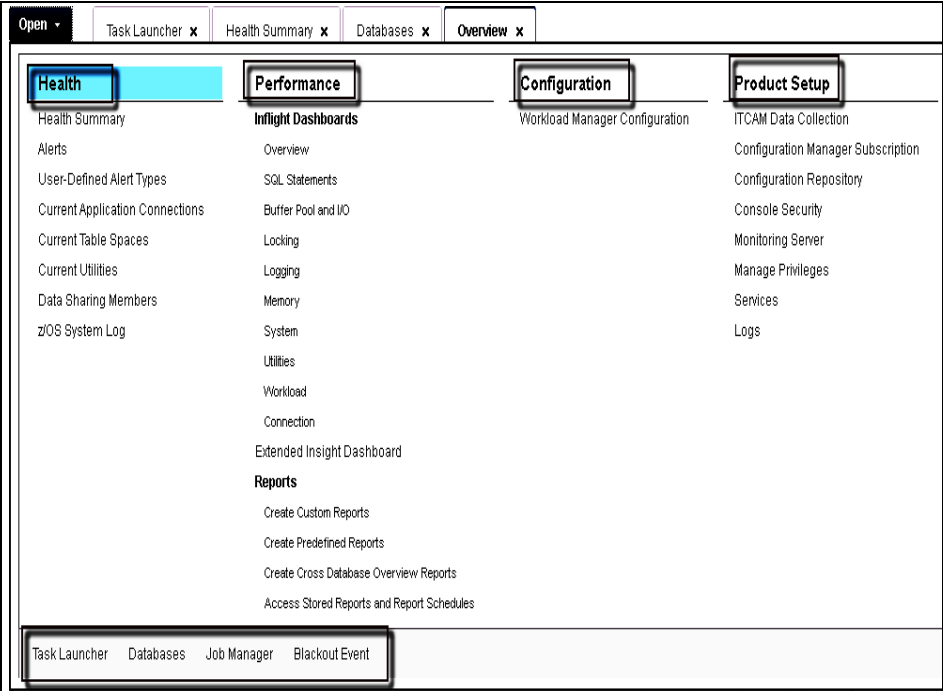 Open
Task Launcher x
Health Summary x
Databases x
Overview x
Health
Health Summary
Alerts
User-Defined Alert Types
Current Application Connections
Current Table Spaces
Current Utilities
Data Sharing Members
z/OS System Log
Performance
Inflight Dashboards
Overview
SQL Statements
Buffer Pool and I/O
Locking
Logging
Memory
System
Utilities
Workload
Connection
Extended Insight Dashboard
Reports
Create Custom Reports
Create Predefined Reports
Create Cross Database Overview Reports
Access Stored Reports and Report Schedules
Configuration
Workload Manager Configuration
Product Setup
ITCAM Data Collection
Configuration Manager Subscription
Configuration Repository
Console Security
Monitoring Server
Manage Privileges
Services
Logs
Task Launcher Databases Job Manager Blackout Event